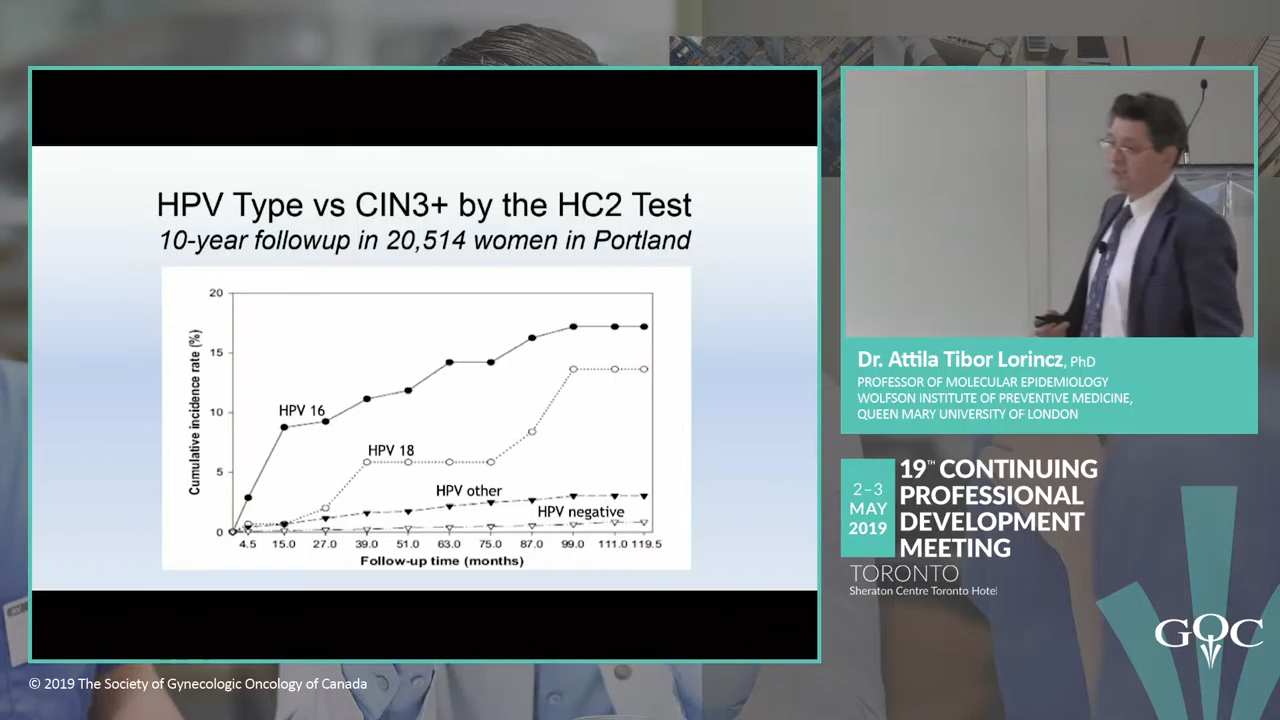 HPV Type vs CIN3+ by the HC2 Test
10-year followup in 20,514 women in Portland
20
15
10
5
0
Cumulative incidence rate (%)
HPV 16
HPV 18
HPV other
HPV negative
4.5 15.0 27.0 39.0 51.0 63.0 75.0 87.0 99.0 111.0 119.5
Follow-up time (months)
Dr. Attila Tibor Lorincz, PhD
PROFESSOR OF MOLECULAR EPIDEMIOLOGY
WOLFSON INSTITUTE OF PREVENTIVE MEDICINE,
QUEEN MARY UNIVERSITY OF LONDON
2–3
MAY
2019
19TH CONTINUING
PROFESSIONAL
DEVELOPMENT
MEETING
TORONTO
Sheraton Centre Toronto Hotel
GOC
© 2019 The Society of Gynecologic Oncology of Canada